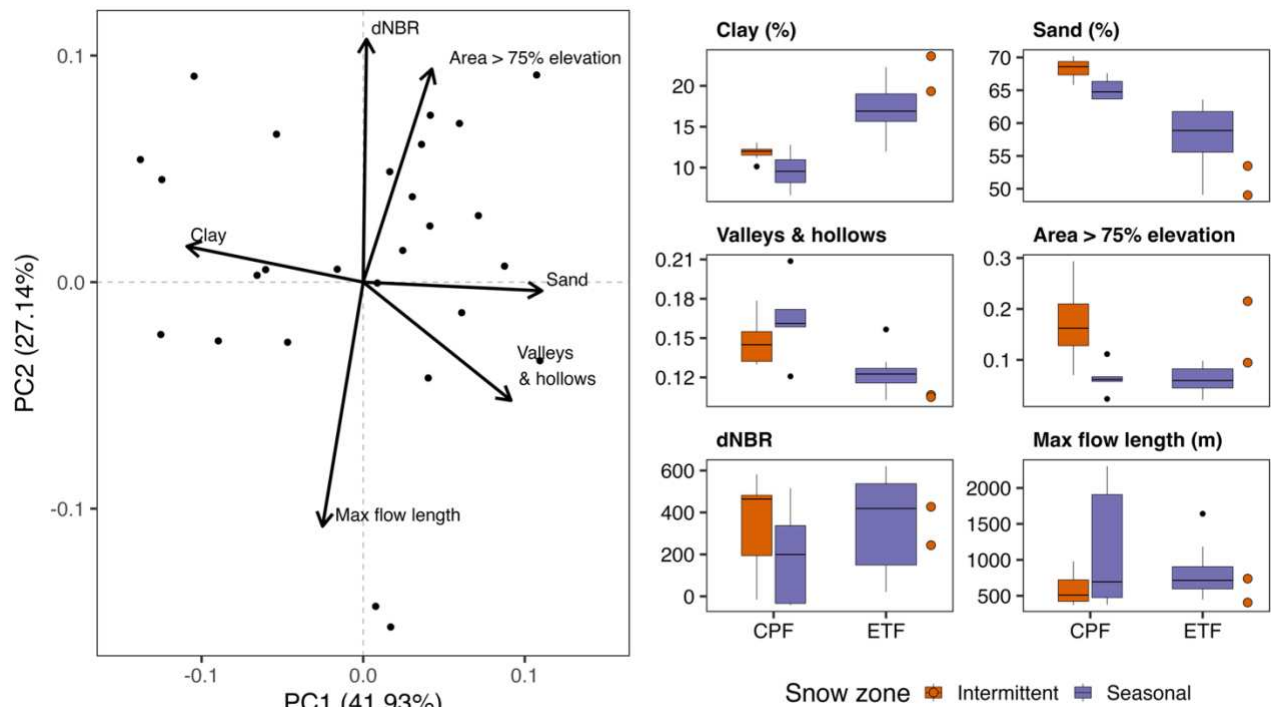 dNBR
Area > 75% elevation
Clay
Sand
Valleys
& hollows
Max flow length
PC2 (27.14%)
0.1
0.0
-0.1
-0.1
0.0
0.1
PC1 (41.93%)
Clay (%)
20
15
10
Sand (%)
70
65
60
55
50
Valleys & hollows
0.21
0.18
0.15
0.12
Area > 75% elevation
0.3
0.2
0.1
dNBR
600
400
200
0
CPF
ETF
Max flow length (m)
2000
1500
1000
500
CPF
ETF
Snow zone
Intermittent
Seasonal